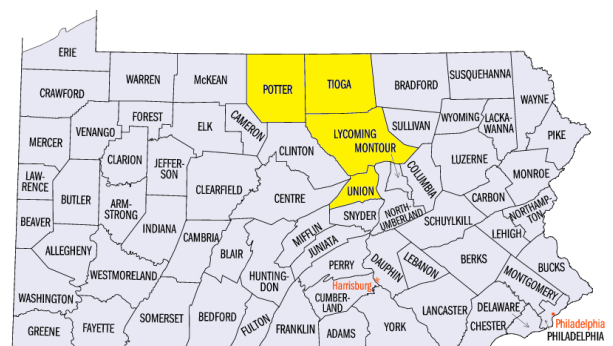 ERIE
WARREN
McKEAN
POTTER
TIOGA
BRADFORD
SUSQUEHANNA
CRAWFORD
WAYNE
FOREST
ELK
CAMERON
LYCOMING
SULLIVAN
WYOMING
LACKA-
WANNA
PIKE
MERCER
VENANGO
CLINTON
MONTOUR
COLUMBIA
LUZERNE
CLARION
JEFFER-
SON
CLEARFIELD
CENTRE
UNION
MONROE
LAW-
RENCE
BUTLER
ARM-
STRONG
SNYDER
NORTH-
UMBERLAND
CARBON
NORTHAMP-
TON
BEAVER
INDIANA
CAMBRIA
BLAIR
MIFFLIN
JUNIATA
SCHUYLKILL
LEHIGH
ALLEGHENY
WESTMORELAND
HUNTING-
DON
PERRY
DAUPHIN
LEBANON
BERKS
MONTGOMERY
BUCKS
Harrisburg
CUMBER-
LAND
WASHINGTON
SOMERSET
BEDFORD
FULTON
FRANKLIN
ADAMS
YORK
LANCASTER
DELAWARE
CHESTER
Philadelphia
PHILADELPHIA
GREENE
FAYETTE